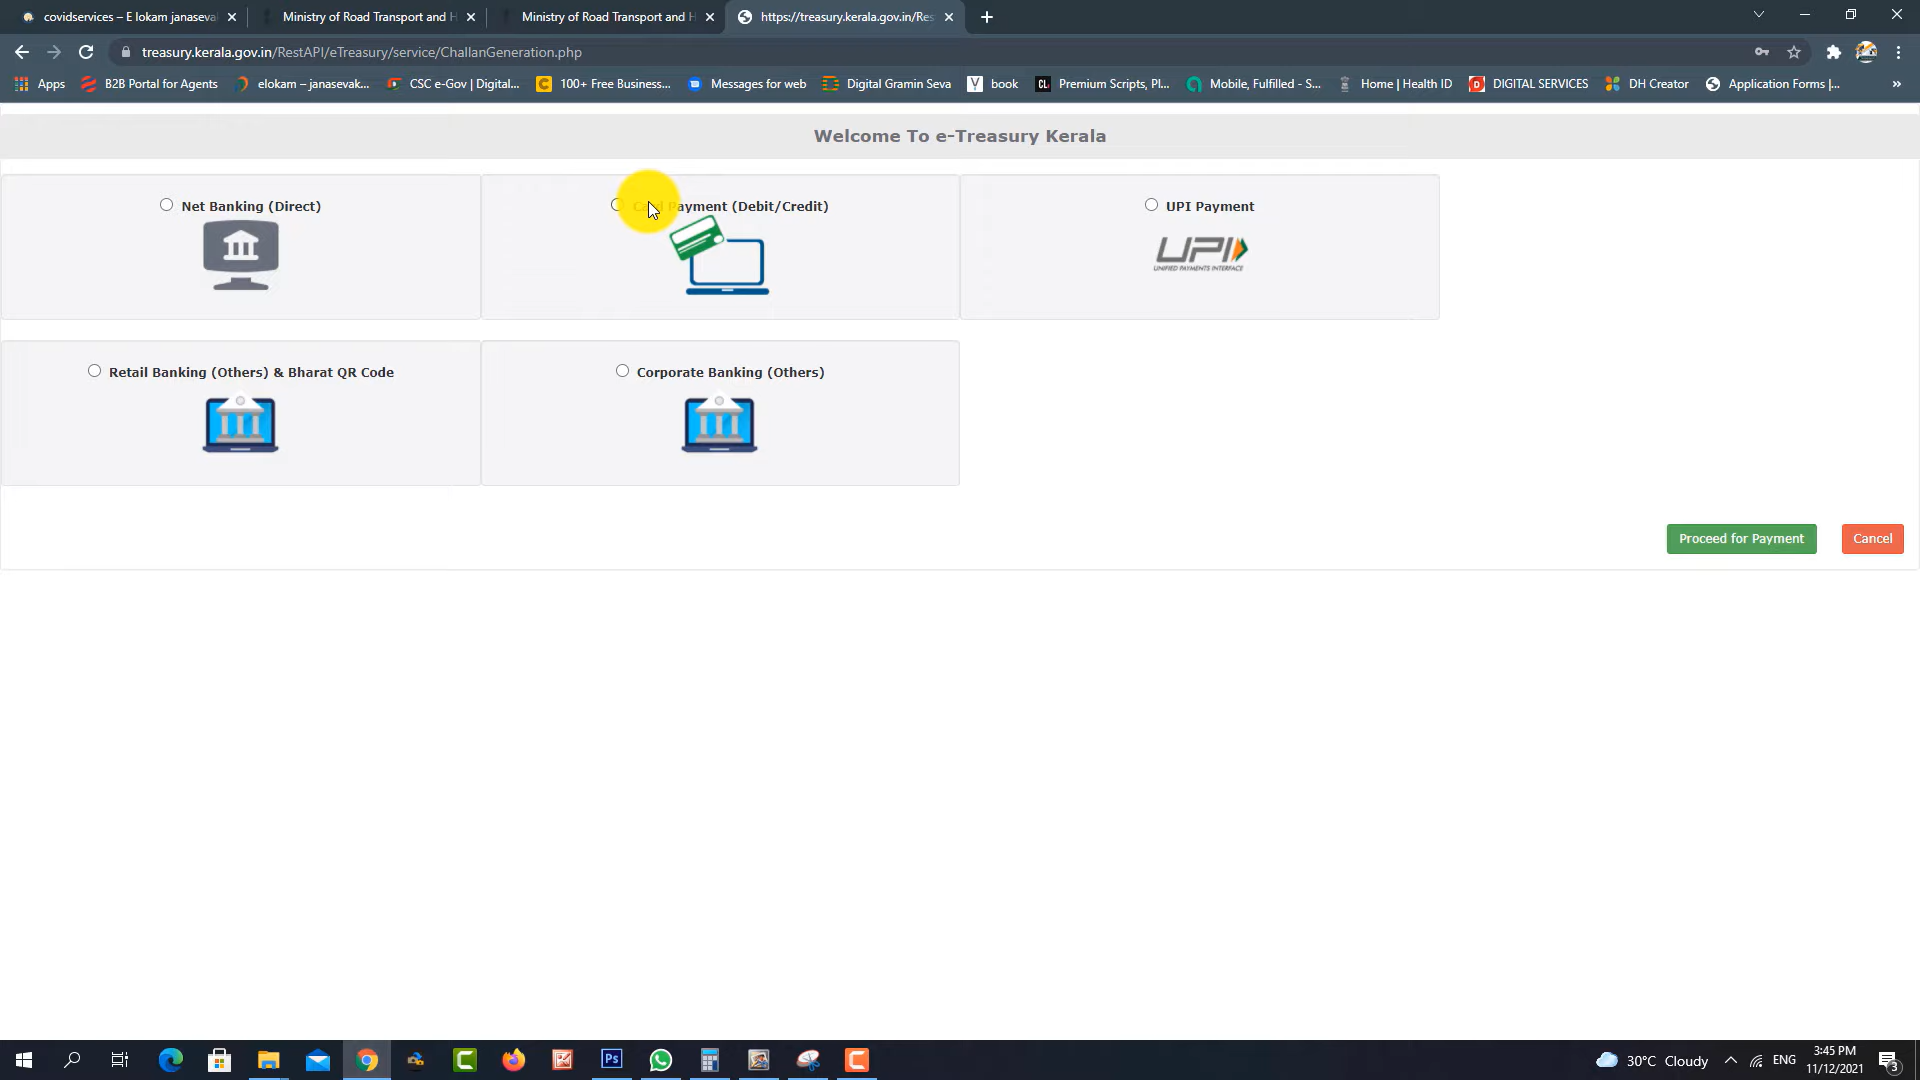 covidservices – E lokam janaseva
Ministry of Road Transport and H
Ministry of Road Transport and H
https://treasury.kerala.gov.in/Res
treasury.kerala.gov.in/RestAPI/eTreasury/service/ChallanGeneration.php
Apps
B2B Portal for Agents
elokam – janasevak...
CSC e-Gov | Digital...
100+ Free Business...
Messages for web
Digital Gramin Seva
book
Premium Scripts, Pl...
Mobile, Fulfilled - S...
Home | Health ID
DIGITAL SERVICES
DH Creator
Application Forms |...
»
Welcome To e-Treasury Kerala
Net Banking (Direct)
Card Payment (Debit/Credit)
UPI Payment
UPI
UNIFIED PAYMENTS INTERFACE
Retail Banking (Others) & Bharat QR Code
Corporate Banking (Others)
Proceed for Payment
Cancel
Ps
30°C Cloudy
ENG
3:45 PM
11/12/2021
3